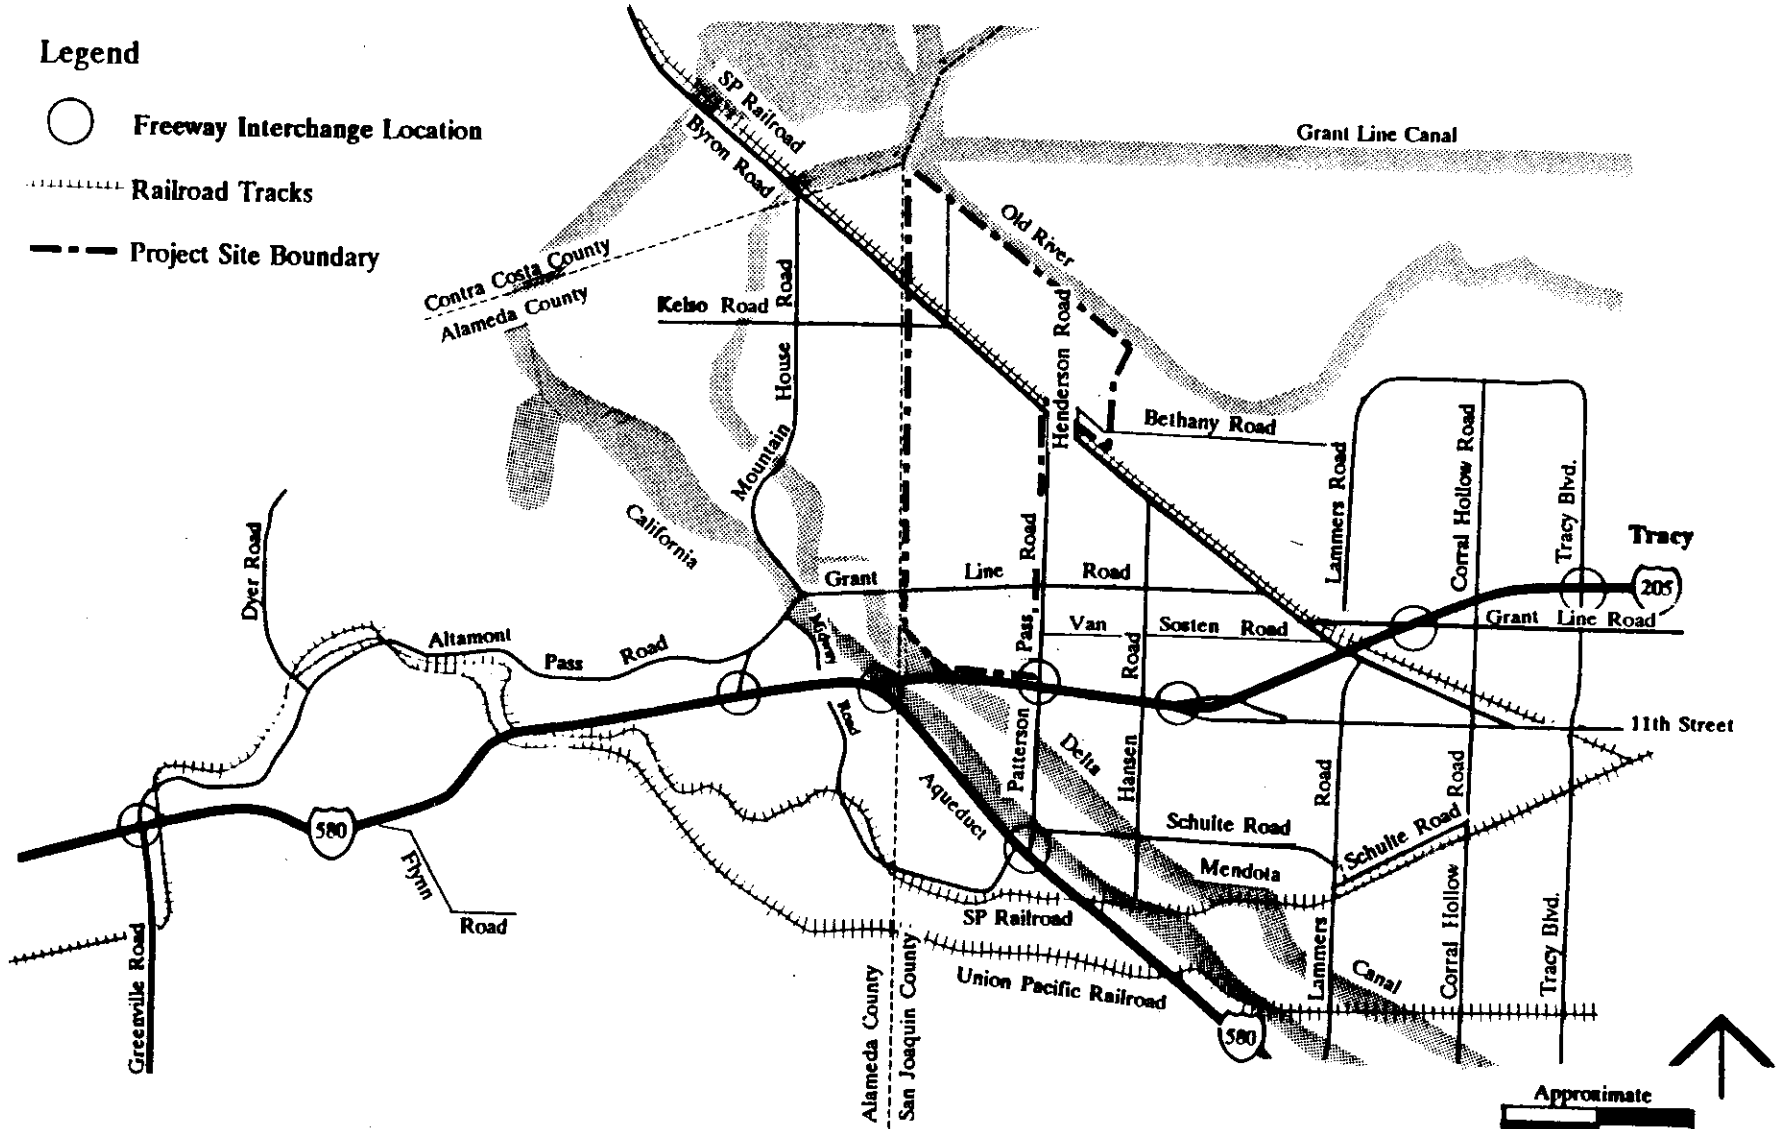 Legend
Freeway Interchange Location
Railroad Tracks
Project Site Boundary
SP Railroad
Byron Road
Grant Line Canal
Old River
Contra Costa County
Alameda County
Kelso Road
Mountain House Road
Henderson Road
Bethany Road
Lammers Road
Corral Hollow Road
Tracy Blvd.
Tracy
205
California
Dyer Road
Grant Line Road
Grant Line Road
Van Sosten Road
Altamont Pass Road
Midway
Road
Patterson Pass Road
Hansen Road
11th Street
Delta
Aqueduct
Schulte Road
Schulte Road
Mendota
Canal
580
Flynn
Road
Greenville Road
SP Railroad
Union Pacific Railroad
Lammers Road
Corral Hollow Road
Tracy Blvd.
580
Alameda County
San Joaquin County
Approximate